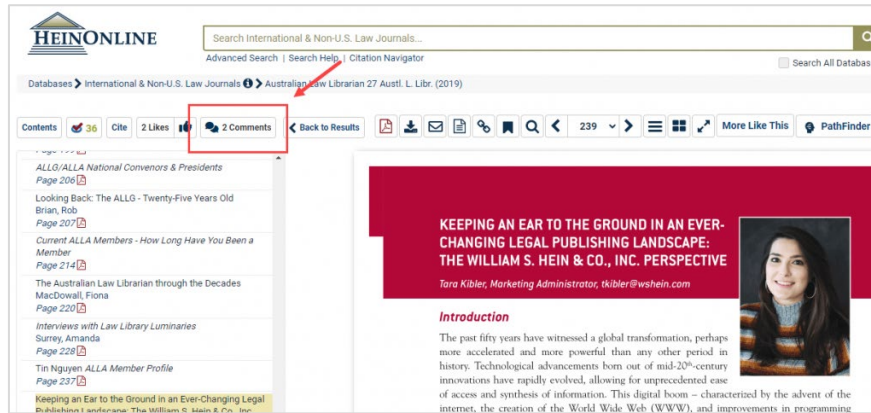 HEINONLINE
Search International & Non-U.S. Law Journals...
Advanced Search | Search Help | Citation Navigator
Search All Databas
Databases > International & Non-U.S. Law Journals > Australian Law Librarian 27 Austl. L. Libr. (2019)
Contents 36 Cite 2 Likes 2 Comments Back to Results 239 More Like This PathFinder
Page 199
ALLG/ALLA National Convenors & Presidents
Page 206
Looking Back: The ALLG - Twenty-Five Years Old
Brian, Rob
Page 207
Current ALLA Members - How Long Have You Been a
Member
Page 214
The Australian Law Librarian through the Decades
MacDowall, Fiona
Page 220
Interviews with Law Library Luminaries
Surrey, Amanda
Page 228
Tin Nguyen ALLA Member Profile
Page 237
Keeping an Ear to the Ground in an Ever-Changing Legal
Publishing Landscape: The William S. Hein & Co., Inc.
KEEPING AN EAR TO THE GROUND IN AN EVER-
CHANGING LEGAL PUBLISHING LANDSCAPE:
THE WILLIAM S. HEIN & CO., INC. PERSPECTIVE
Tara Kibler, Marketing Administrator, tkibler@wshein.com
Introduction
The past fifty years have witnessed a global transformation, perhaps
more accelerated and more powerful than any other period in
history. Technological advancements born out of mid-20th-century
innovations have rapidly evolved, allowing for unprecedented ease
of access and synthesis of information. This digital boom – characterized by the advent of the
internet, the creation of the World Wide Web (WWW), and improvements in programming